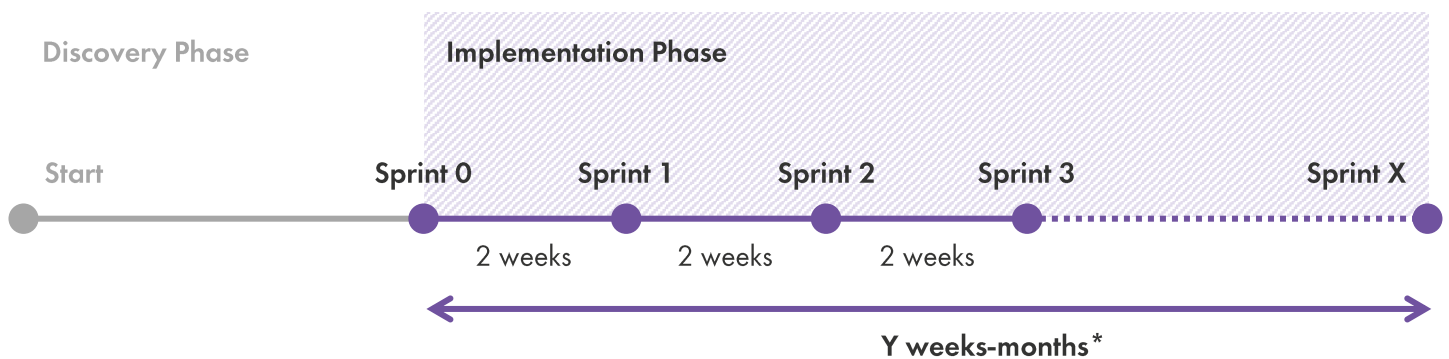 Discovery Phase
Implementation Phase
Start
Sprint 0
Sprint 1
Sprint 2
Sprint 3
Sprint X
2 weeks
2 weeks
2 weeks
Y weeks-months*